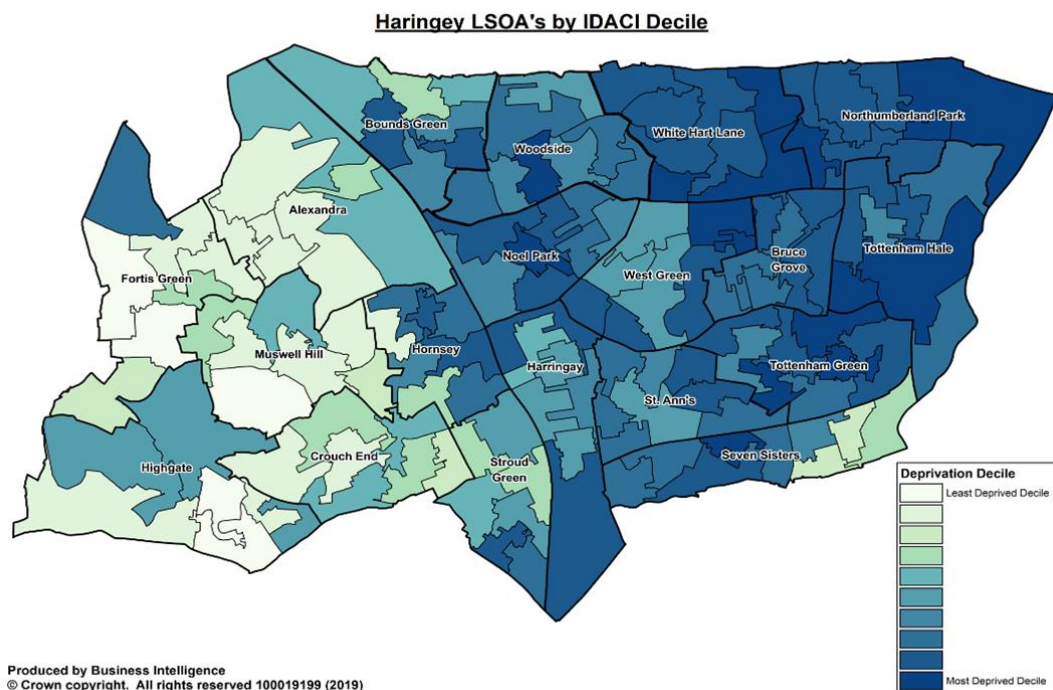 Haringey LSOA's by IDACI Decile
Bounds Green
Woodside
White Hart Lane
Northumberland Park
Alexandra
Fortis Green
Noel Park
West Green
Bruce
Grove
Tottenham Hale
Muswell Hill
Hornsey
Harringay
Tottenham Green
St. Ann's
Highgate
Crouch End
Stroud
Green
Seven Sisters
Deprivation Decile
Least Deprived Decile
Most Deprived Decile
Produced by Business Intelligence
© Crown copyright. All rights reserved 100019199 (2019)